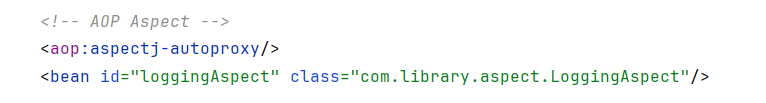 <!-- AOP Aspect -->
<aop:aspectj-autoproxy/>
<bean id="loggingAspect" class="com.library.aspect.LoggingAspect"/>